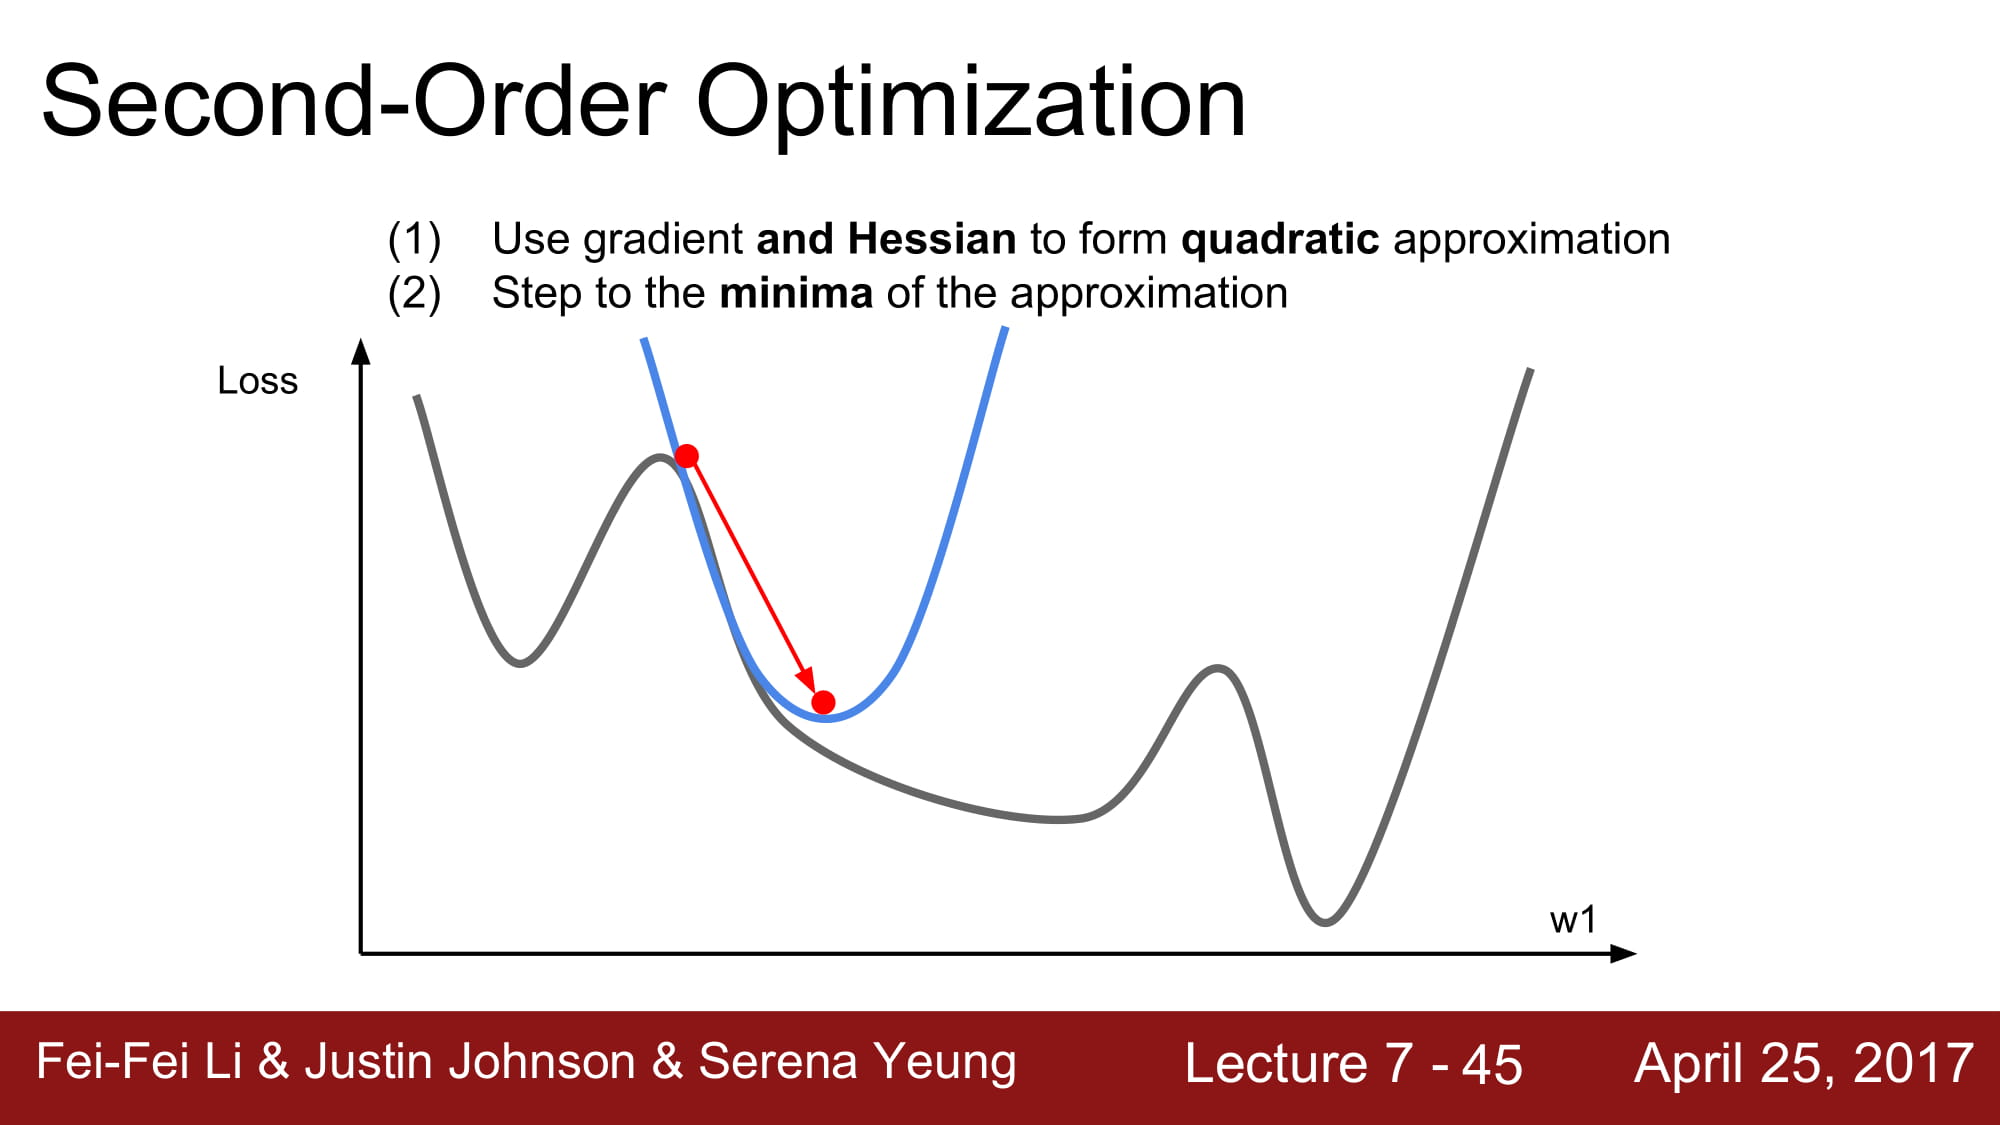 Second-Order Optimization
(1) Use gradient and Hessian to form quadratic approximation
(2) Step to the minima of the approximation
Loss
w1
Fei-Fei Li & Justin Johnson & Serena Yeung Lecture 7 - 45 April 25, 2017